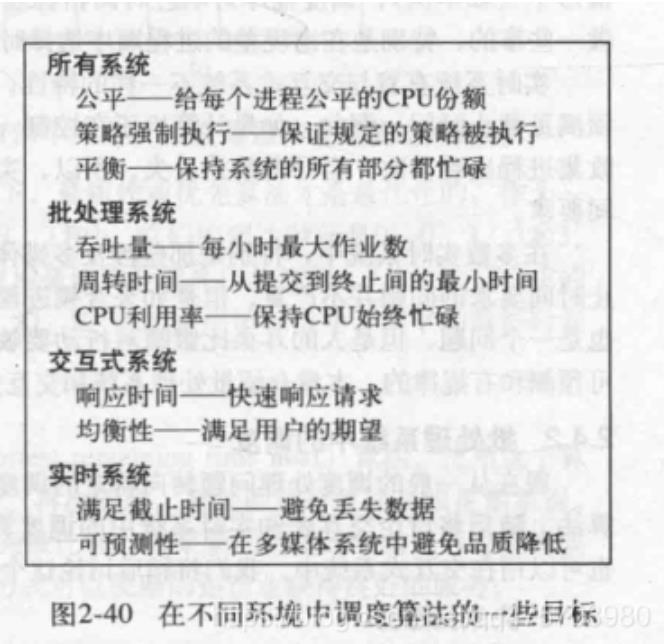 所有系统
公平——给每个进程公平的CPU份额
策略强制执行——保证规定的策略被执行
平衡——保持系统的所有部分都忙碌
批处理系统
吞吐量——每小时最大作业数
周转时间——从提交到终止间的最小时间
CPU利用率——保持CPU始终忙碌
交互式系统
响应时间——快速响应请求
均衡性——满足用户的期望
实时系统
满足截止时间——避免丢失数据
可预测性——在多媒体系统中避免品质降低
图2-40 在不同环境中调度算法的一些目标